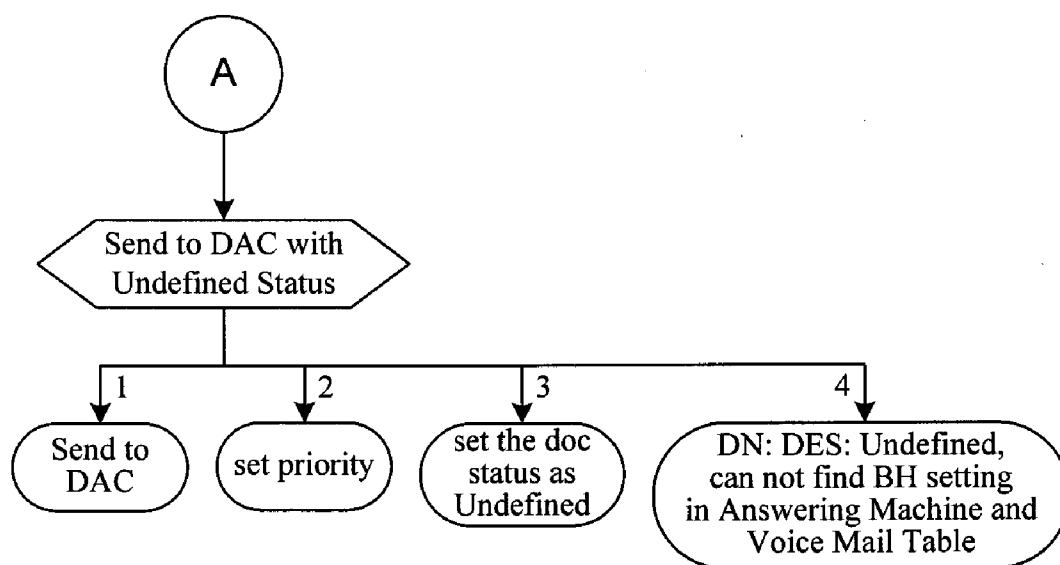 A
Send to DAC with
Undefined Status
1
2
3
4
Send to
DAC
set priority
set the doc
status as
Undefined
DN: DES: Undefined,
can not find BH setting
in Answering Machine and
Voice Mail Table